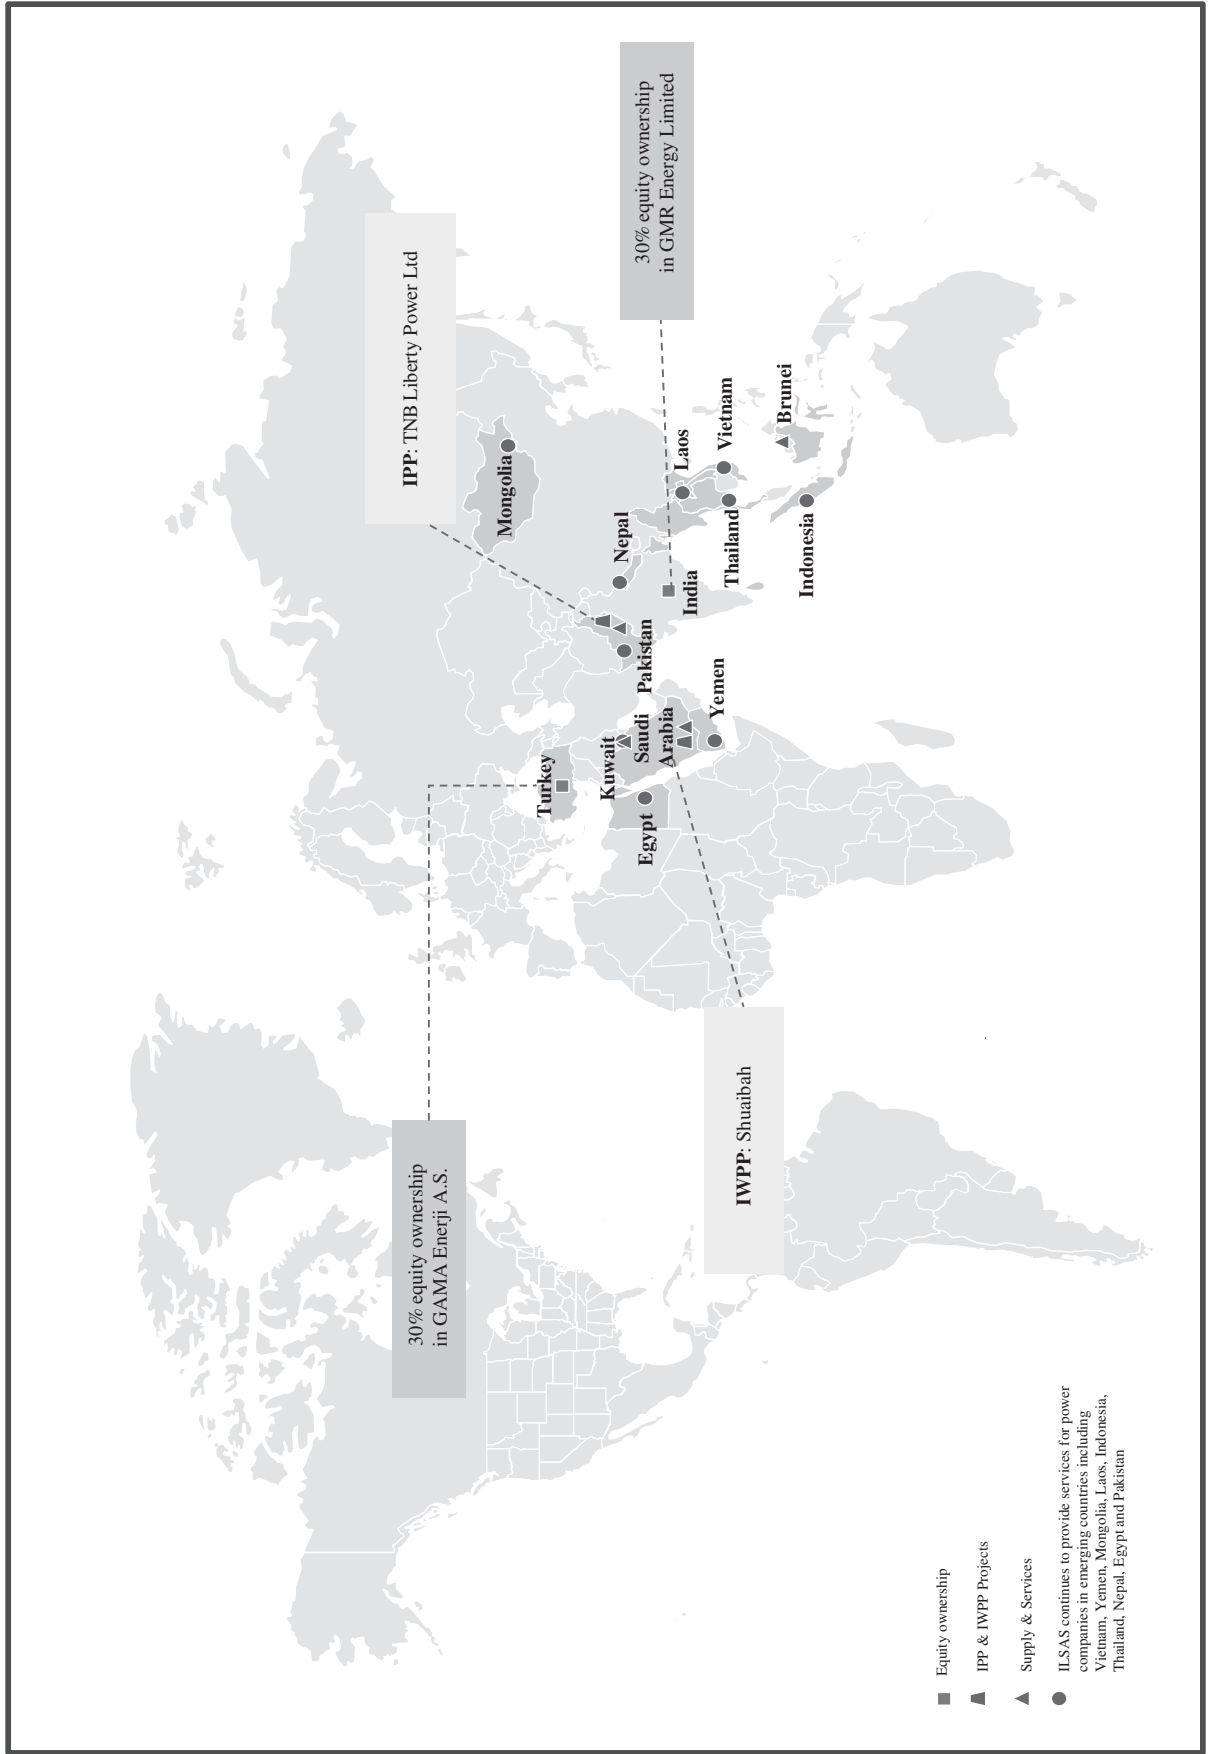 30% equity ownership
in GAMA Enerji A.S.
IPP: TNB Liberty Power Ltd
30% equity ownership
in GMR Energy Limited
IWPP: Shuaibah
Mongolia
Turkey
Kuwait
Saudi
Arabia
Egypt
Yemen
Pakistan
Nepal
India
Laos
Vietnam
Thailand
Indonesia
Brunei
Equity ownership
IPP & IWPP Projects
Supply & Services
ILSAS continues to provide services for power
companies in emerging countries including
Vietnam, Yemen, Mongolia, Laos, Indonesia,
Thailand, Nepal, Egypt and Pakistan